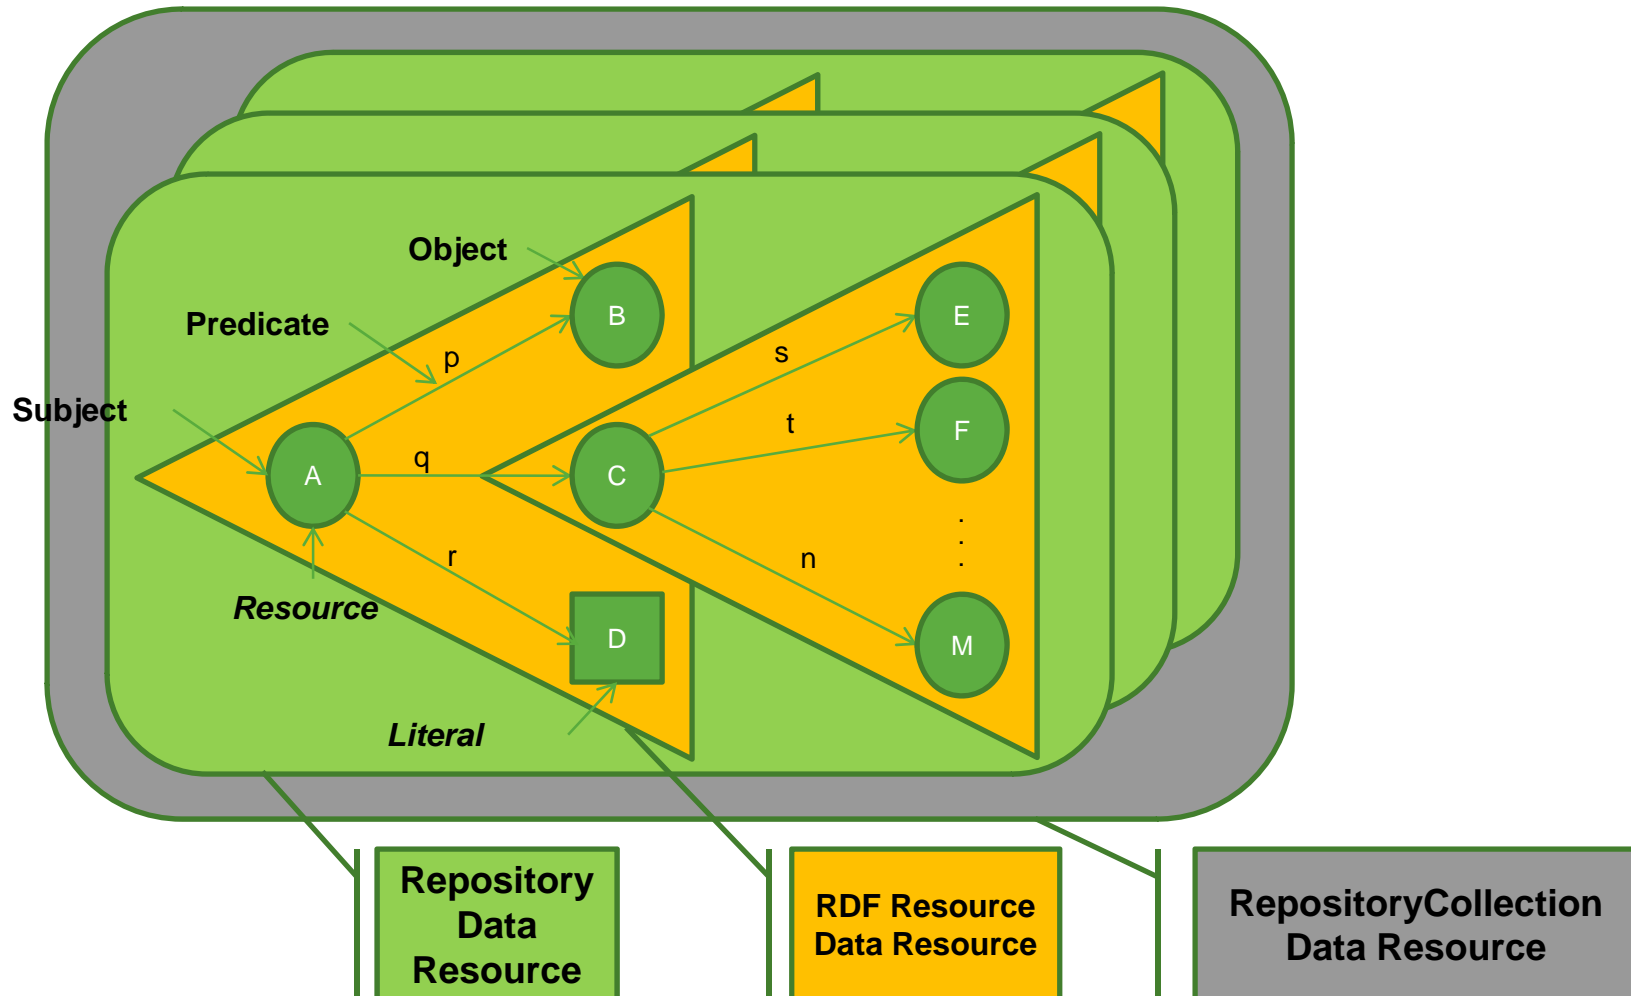 Object
B
E
Predicate
p
s
Subject
t
F
q
A
C
r
n
.
.
.
Resource
D
M
Literal
Repository
Data
Resource
RDF Resource
Data Resource
RepositoryCollection
Data Resource